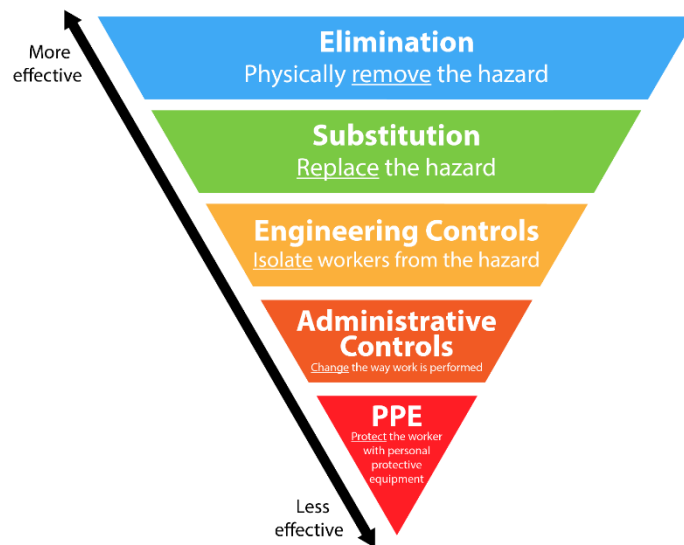 More
effective
Elimination
Physically remove the hazard
Substitution
Replace the hazard
Engineering Controls
Isolate workers from the hazard
Administrative
Controls
Change the way work is performed
PPE
Protect the worker
with personal
protective
equipment
Less
effective